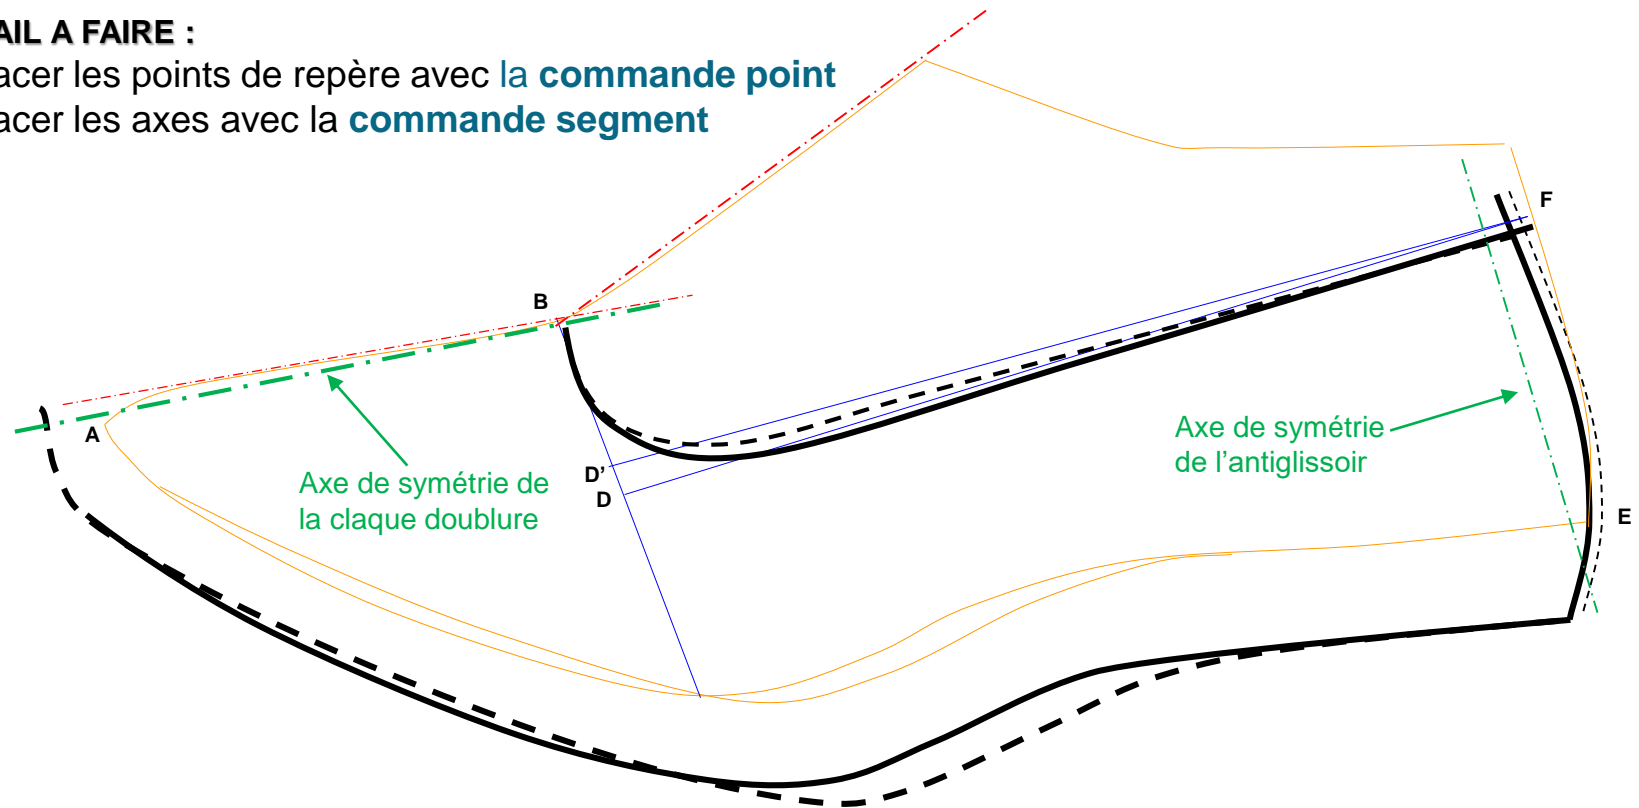 AIL A FAIRE :
acer les points de repère avec la commande point
acer les axes avec la commande segment
F
B
A
Axe de symétrie
de l'antiglissoir
D’
Axe de symétrie de
la claque doublure
D
E